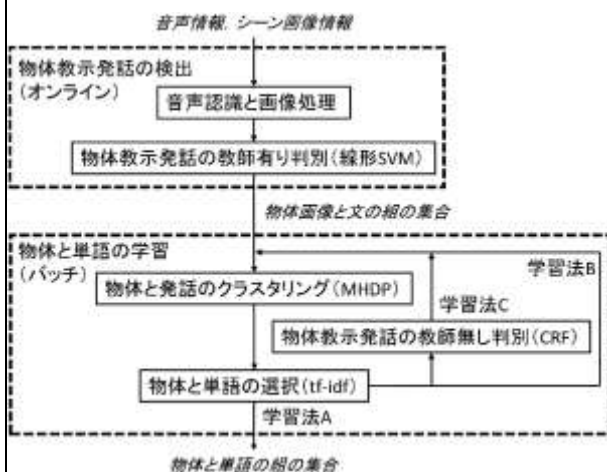 音声情報，シーン画像情報
物体教示発話の検出
(オンライン)
音声認識と画像処理
物体教示発話の教師有り判別(線形SVM)
物体画像と文の組の集合
物体と単語の学習
(バッチ)
学習法B
物体と発話のクラスタリング(MHDP)
学習法C
物体教示発話の教師無し判別(CRF)
物体と単語の選択(tf-idf)
学習法A
物体と単語の組の集合